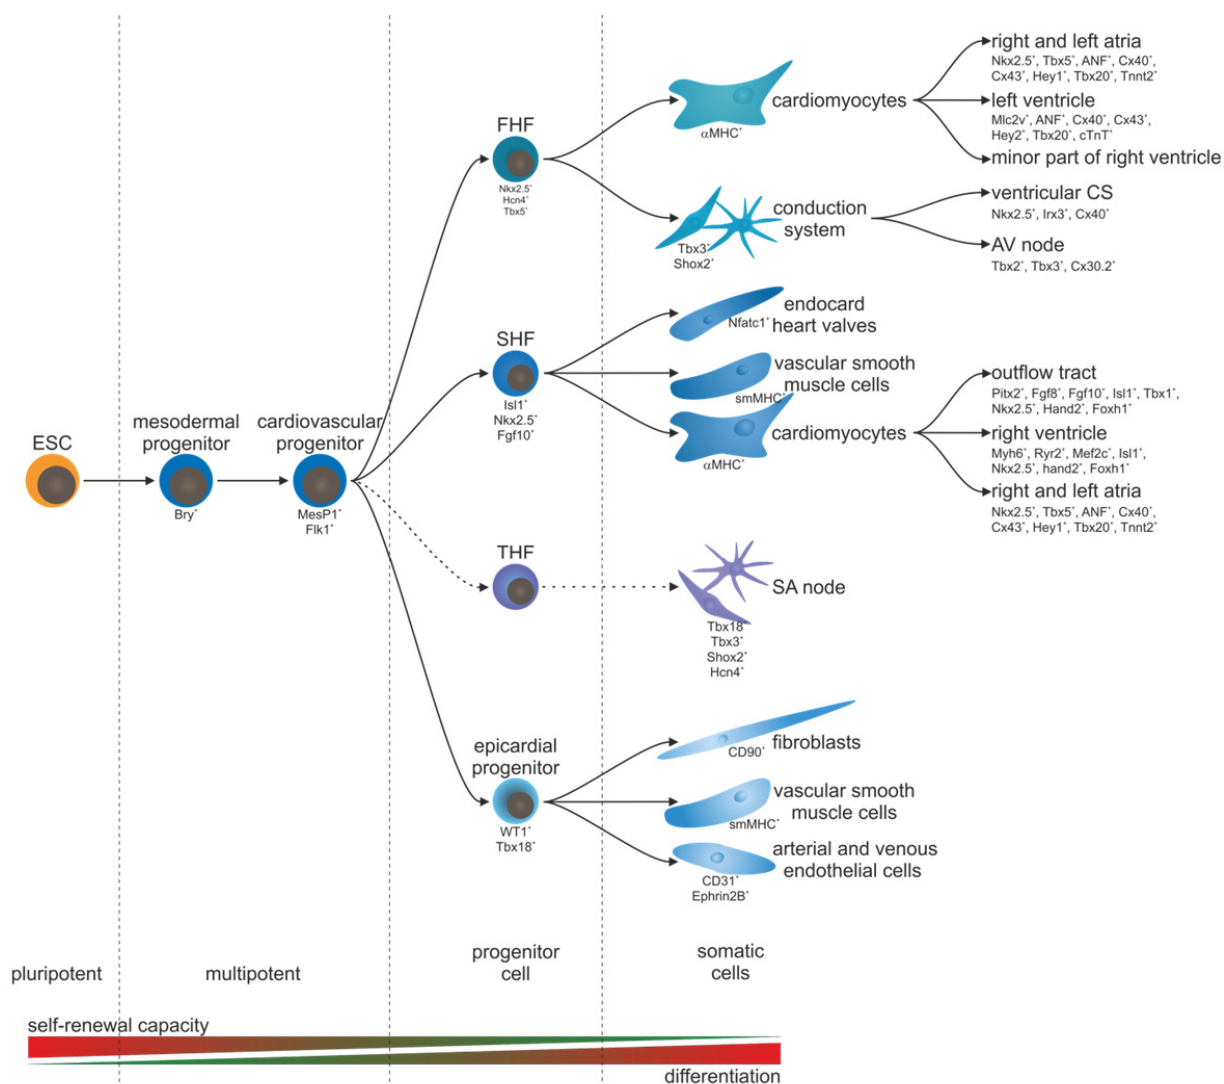 ESC
mesodermal
progenitor
Bry⁺
cardiovascular
progenitor
MesP1⁺
Flk1⁺
FHF
Nkx2.5⁺
Hcn4⁺
Tbx5⁺
αMHC⁺
cardiomyocytes
right and left atria
Nkx2.5⁺, Tbx5⁺, ANF⁺, Cx40⁺,
Cx43⁺, Hey1⁺, Tbx20⁺, Tnnt2⁺
left ventricle
Mlc2v⁺, ANF⁺, Cx40⁺, Cx43⁺,
Hey2⁺, Tbx20⁺, cTnT⁺
minor part of right ventricle
Tbx3⁺
Shox2⁺
conduction
system
ventricular CS
Nkx2.5⁺, Irx3⁺, Cx40⁺
AV node
Tbx2⁺, Tbx3⁺, Cx30.2⁺
SHF
Isl1⁺
Nkx2.5⁺
Fgf10⁺
Nfatc1⁺
endocard
heart valves
smMHC⁺
vascular smooth
muscle cells
αMHC⁺
cardiomyocytes
outflow tract
Pitx2⁺, Fgf8⁺, Fgf10⁺, Isl1⁺, Tbx1⁺,
Nkx2.5⁺, Hand2⁺, Foxh1⁺
right ventricle
Myh6⁺, Ryr2⁺, Mef2c⁺, Isl1⁺,
Nkx2.5⁺, hand2⁺, Foxh1⁺
right and left atria
Nkx2.5⁺, Tbx5⁺, ANF⁺, Cx40⁺,
Cx43⁺, Hey1⁺, Tbx20⁺, Tnnt2⁺
THF
SA node
Tbx18⁺
Tbx3⁺
Shox2⁺
Hcn4⁺
epicardial
progenitor
WT1⁺
Tbx18⁺
CD90⁺
fibroblasts
smMHC⁺
vascular smooth
muscle cells
CD31⁺
Ephrin2B⁺
arterial and venous
endothelial cells
pluripotent
multipotent
progenitor
cell
somatic
cells
self-renewal capacity
differentiation